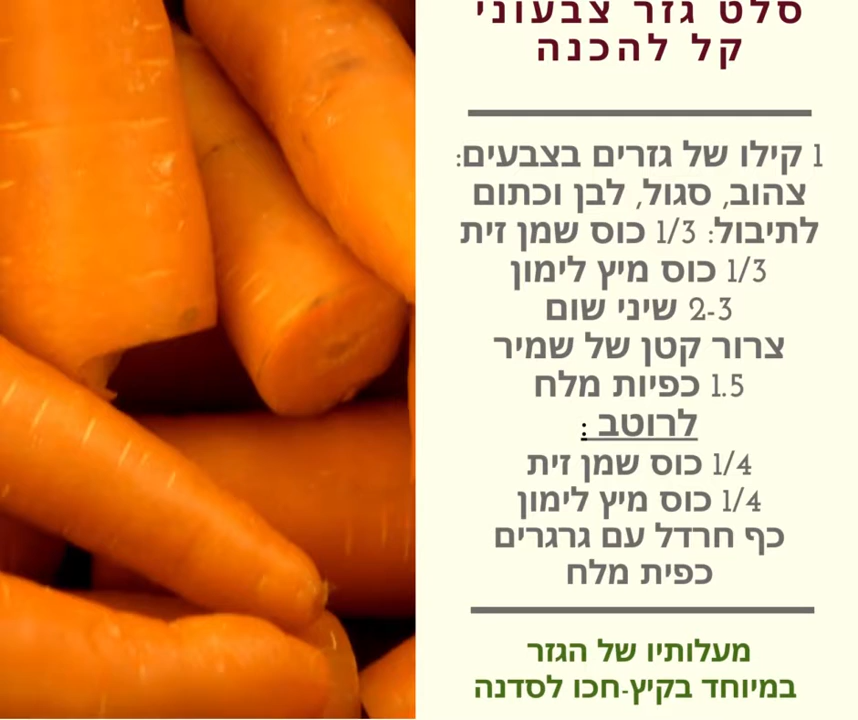 סלט גזר צבעוני
קל להכנה
1 קילו של גזרים בצבעים:
צהוב, סגול, לבן וכתום
לתיבול: 1/3 כוס שמן זית
1/3 כוס מיץ לימון
2-3 שיני שום
צרור קטן של שמיר
1.5 כפיות מלח
לרוטב :
1/4 כוס שמן זית
1/4 כוס מיץ לימון
כף חרדל עם גרגרים
כפית מלח
מעלותיו של הגזר
במיוחד בקיץ-חכו לסדנה